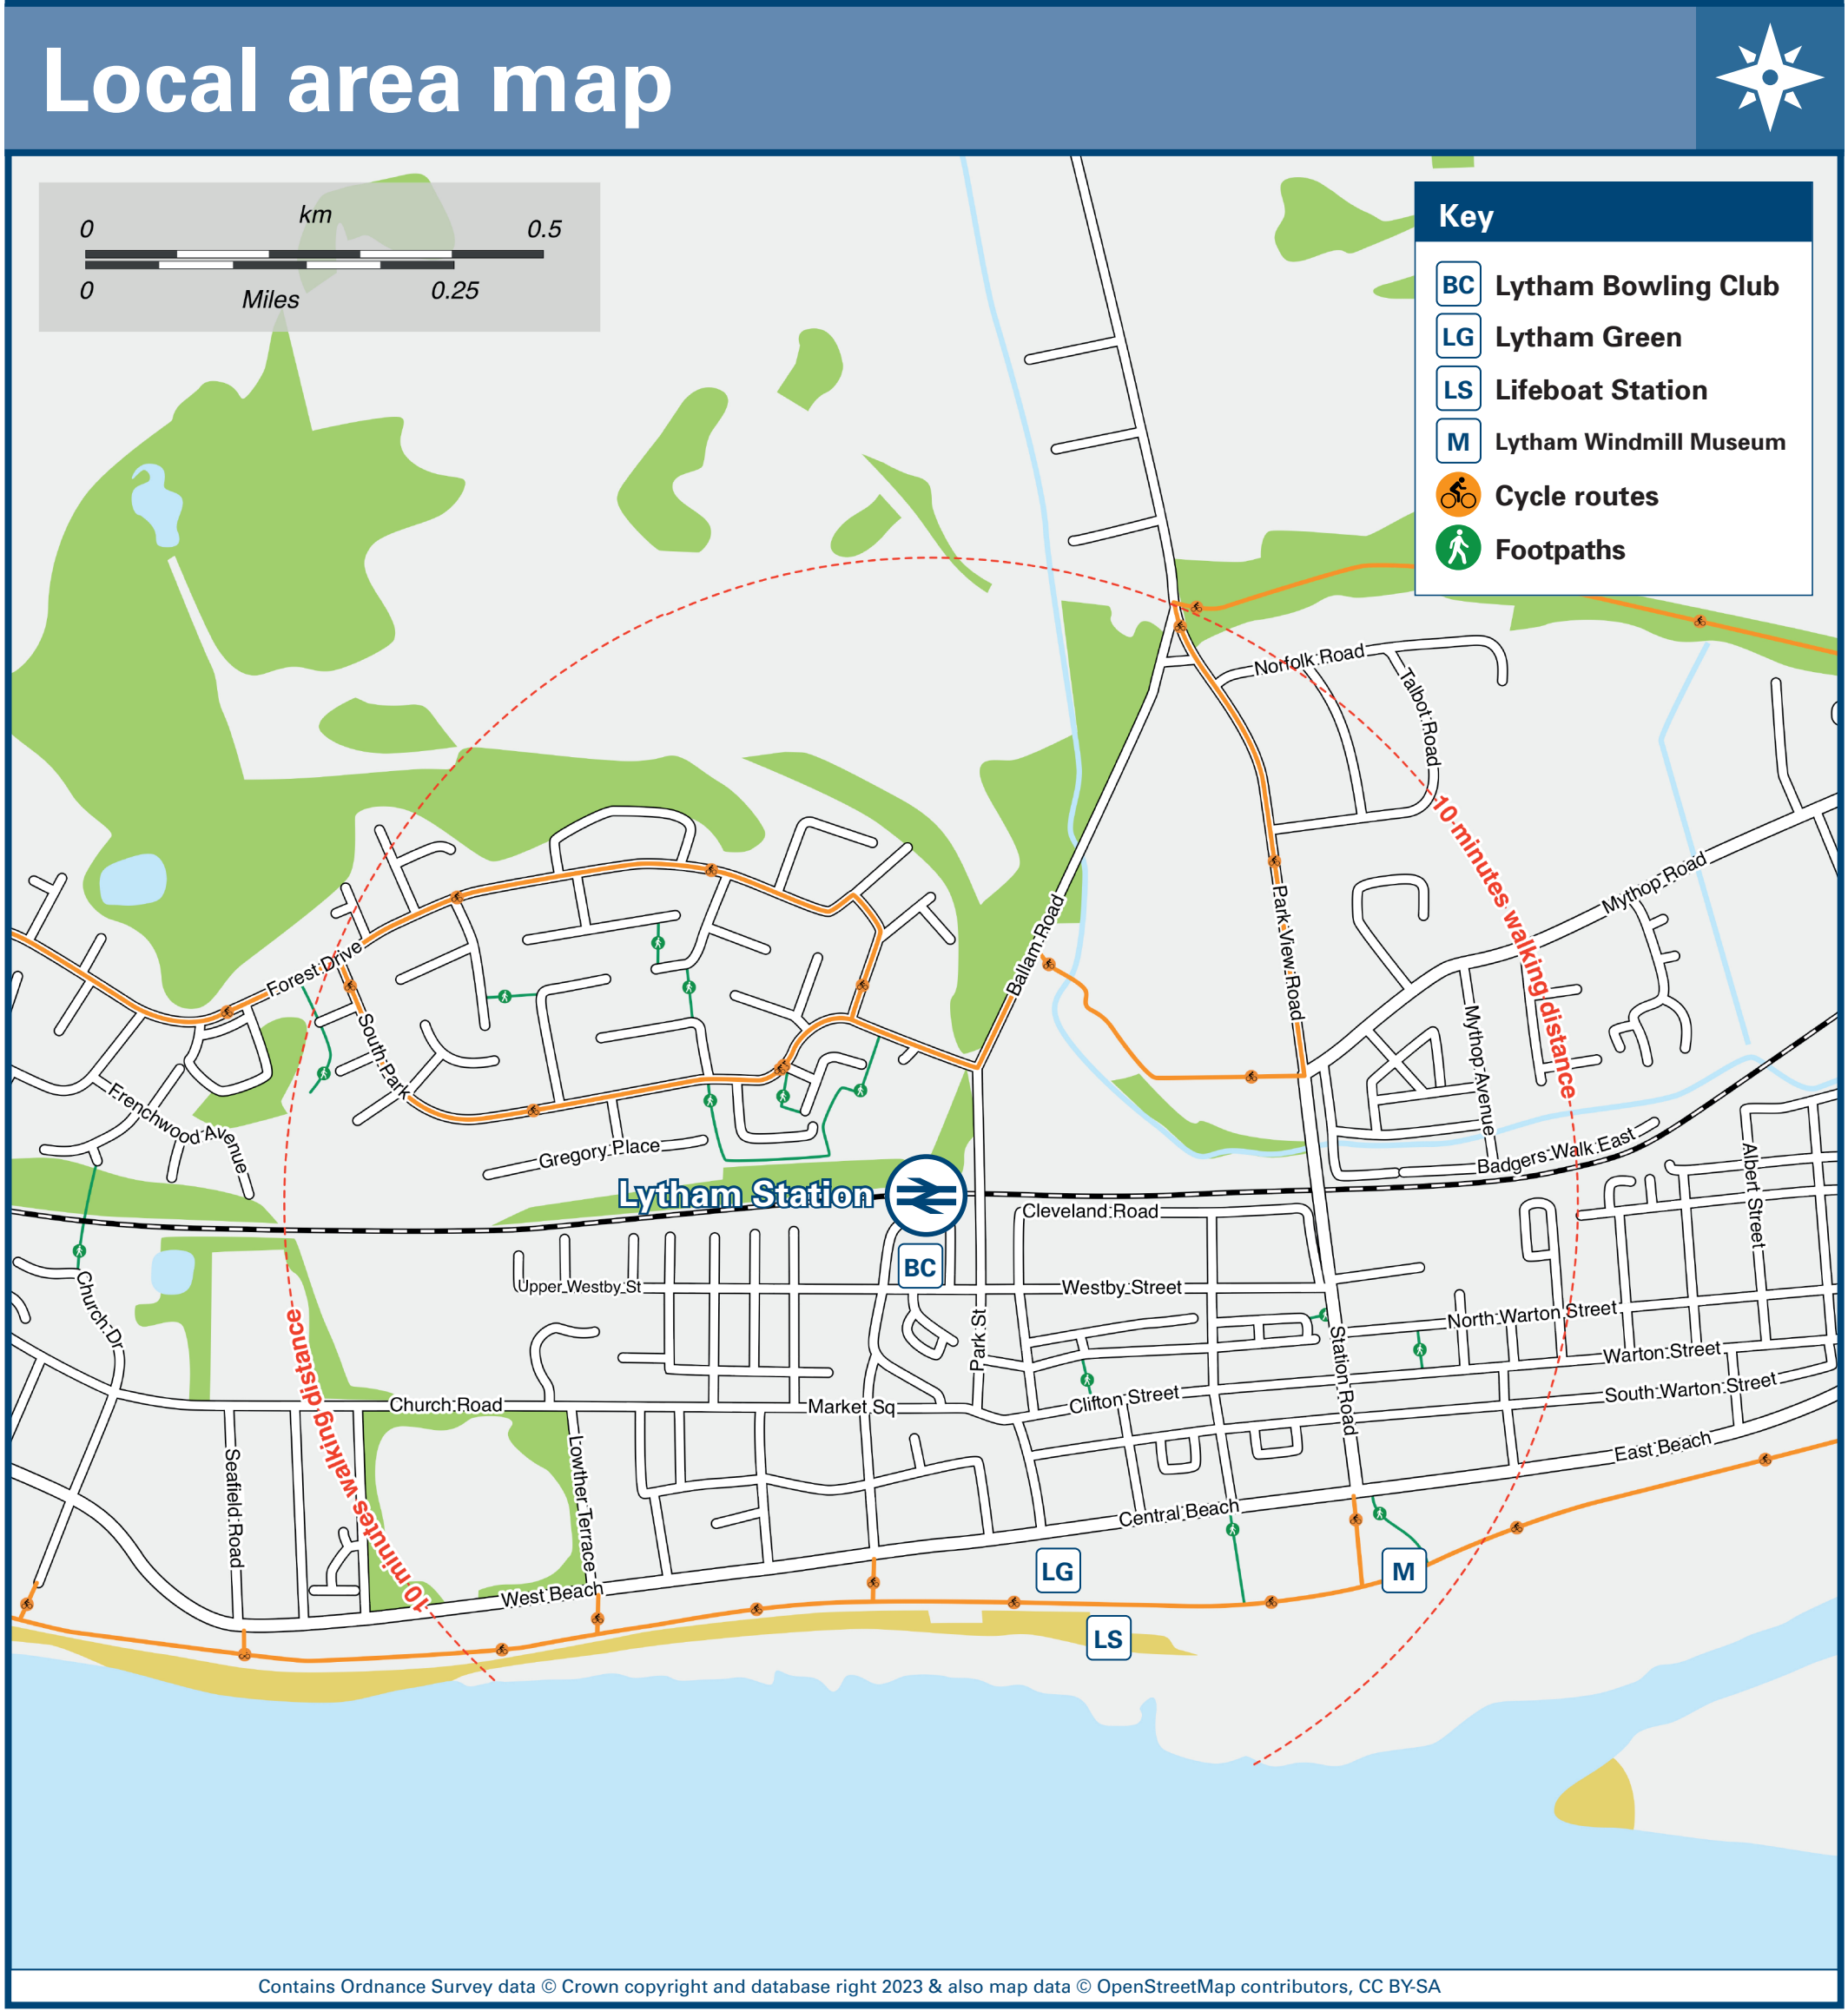 Local area map
km
0 0.5
0 0.25
Miles
Key
BC Lytham Bowling Club
LG Lytham Green
LS Lifeboat Station
M Lytham Windmill Museum
Cycle routes
Footpaths
Norfolk Road
Talbot Road
10 minutes walking distance
Mythop Road
Park View Road
Ballam Road
Forest Drive
South Park
Mythop Avenue
Frenchwood Avenue
Gregory Place
Badgers Walk East
Albert Street
Lytham Station
Cleveland Road
BC
Upper Westby St
Westby Street
Church Dr
North Warton Street
Park St
Station Road
Warton Street
10 minutes walking distance
South Warton Street
Clifton Street
Church Road
Market Sq
East Beach
Seafield Road
Lowther Terrace
Central Beach
LG
M
West Beach
LS
Contains Ordnance Survey data © Crown copyright and database right 2023 & also map data © OpenStreetMap contributors, CC BY-SA